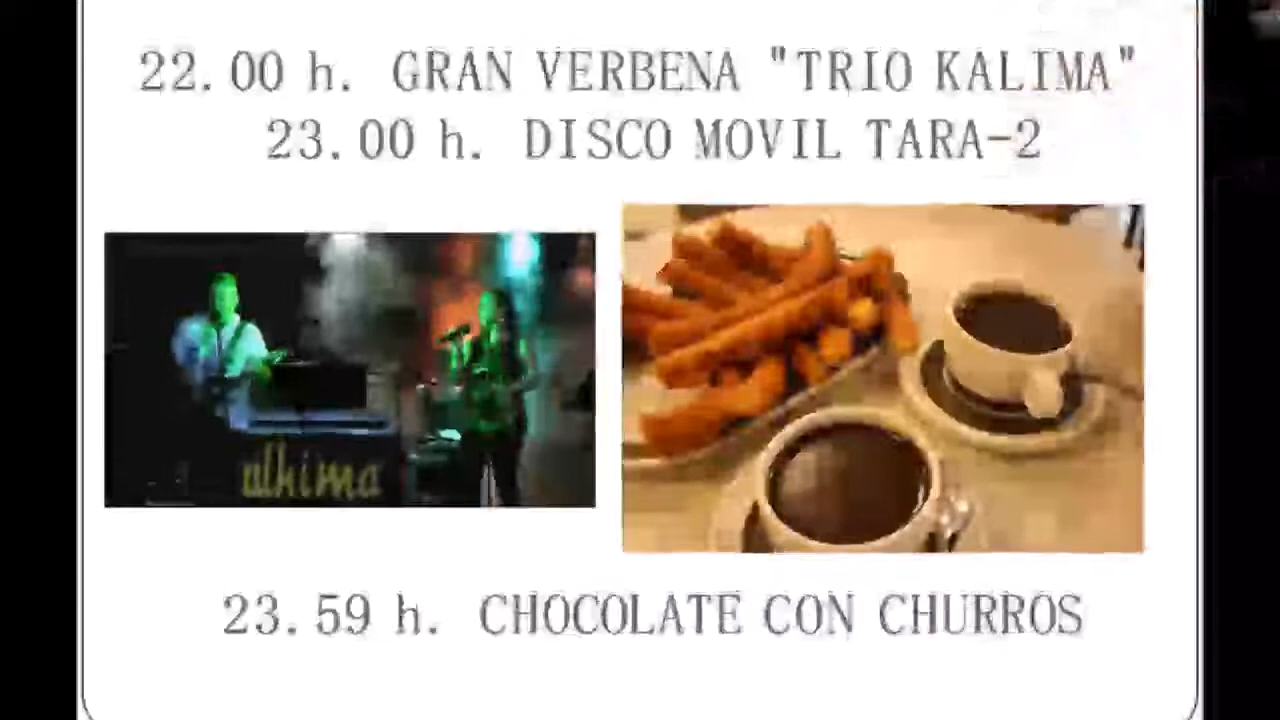 22.00 h. GRAN VERBENA "TRIO KALIMA"
23.00 h. DISCO MOVIL TARA-2
23.59 h. CHOCOLATE CON CHURROS